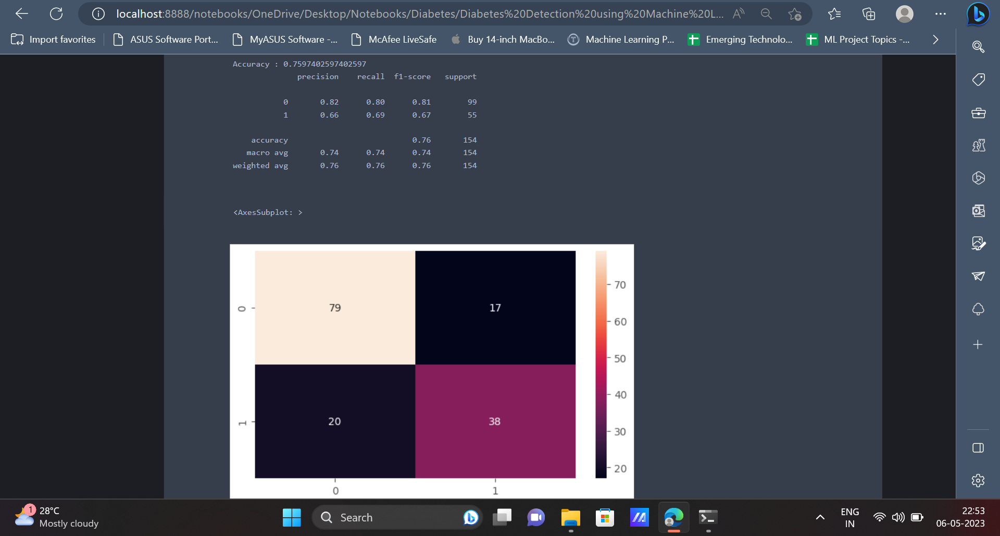 localhost:8888/notebooks/OneDrive/Desktop/Notebooks/Diabetes/Diabetes%20Detection%20using%20Machine%20L...
Import favorites ASUS Software Port... MyASUS Software -... McAfee LiveSafe Buy 14-inch MacBo... Machine Learning P... Emerging Technolo... ML Project Topics -...
Accuracy : 0.7597402597402597
precision recall f1-score support
0 0.82 0.80 0.81 99
1 0.66 0.69 0.67 55
accuracy 0.76 154
macro avg 0.74 0.74 0.74 154
weighted avg 0.76 0.76 0.76 154
<AxesSubplot: >
0 79 17
1 20 38
0 1
70
60
50
40
30
20
1 28°C
Mostly cloudy
Search
ENG
IN
22:53
06-05-2023